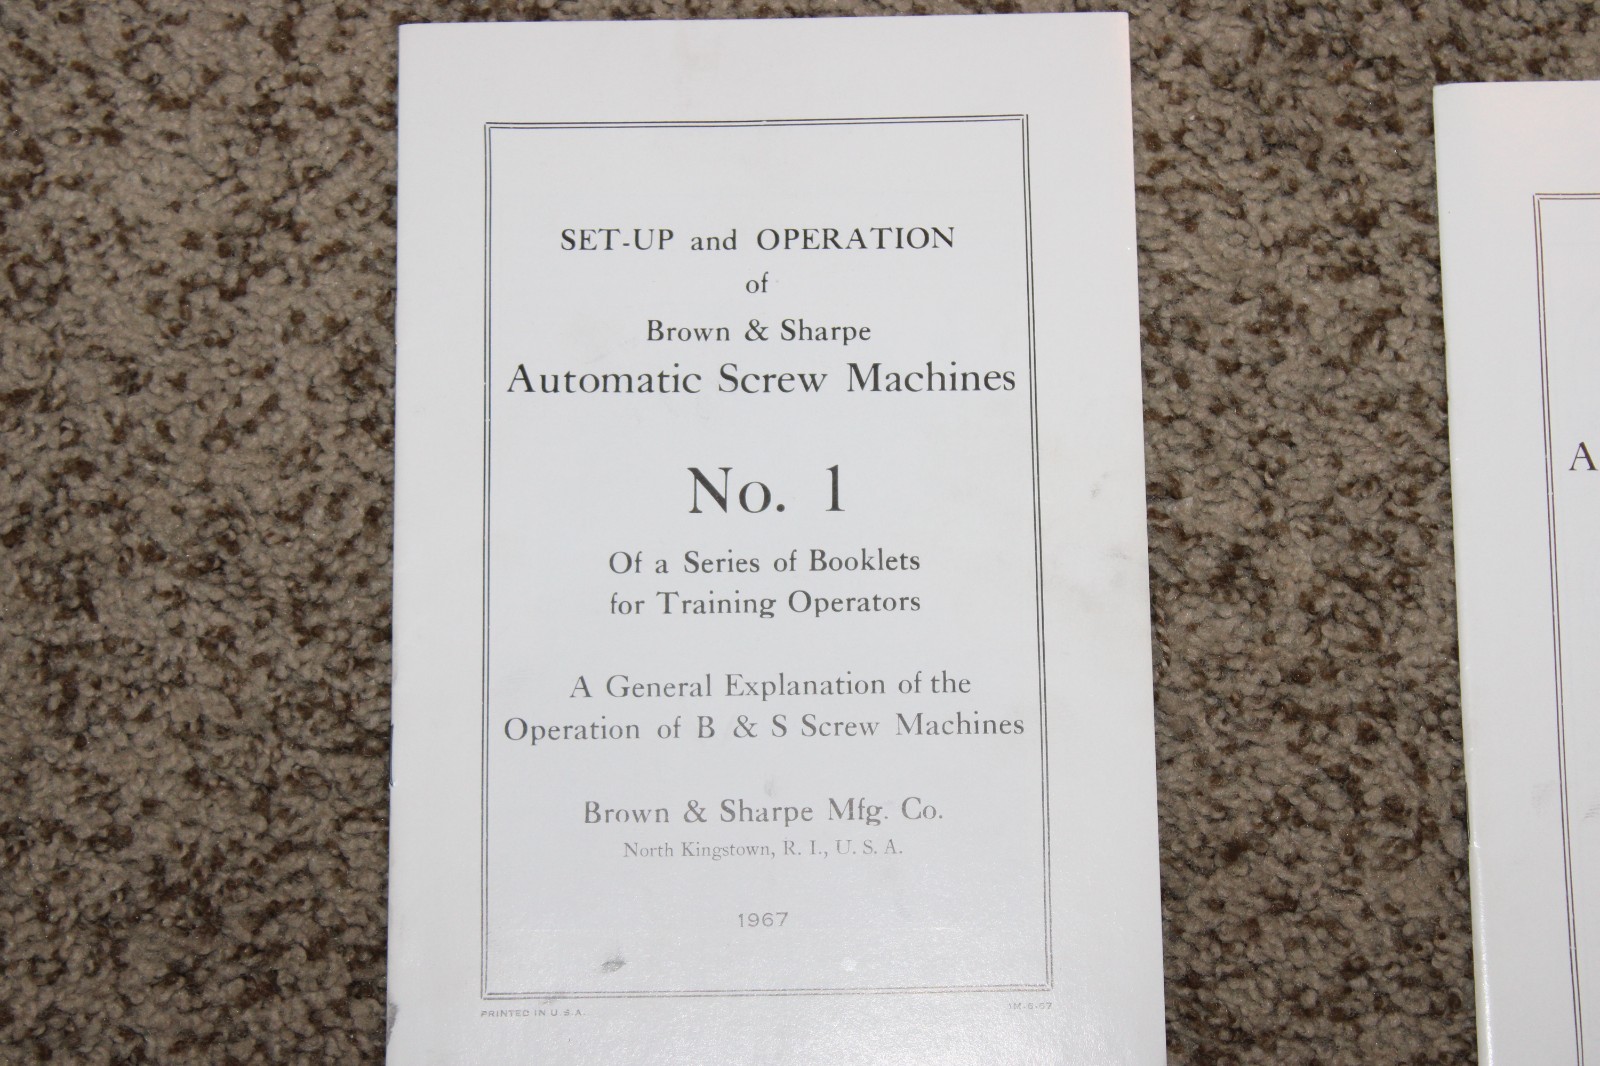 SET-UP and OPERATION
of
Brown & Sharpe
Automatic Screw Machines
No. 1
Of a Series of Booklets
for Training Operators
A General Explanation of the
Operation of B & S Screw Machines
Brown & Sharpe Mfg. Co.
North Kingstown, R. I., U. S. A.
1967
PRINTED IN U.S.A.
A